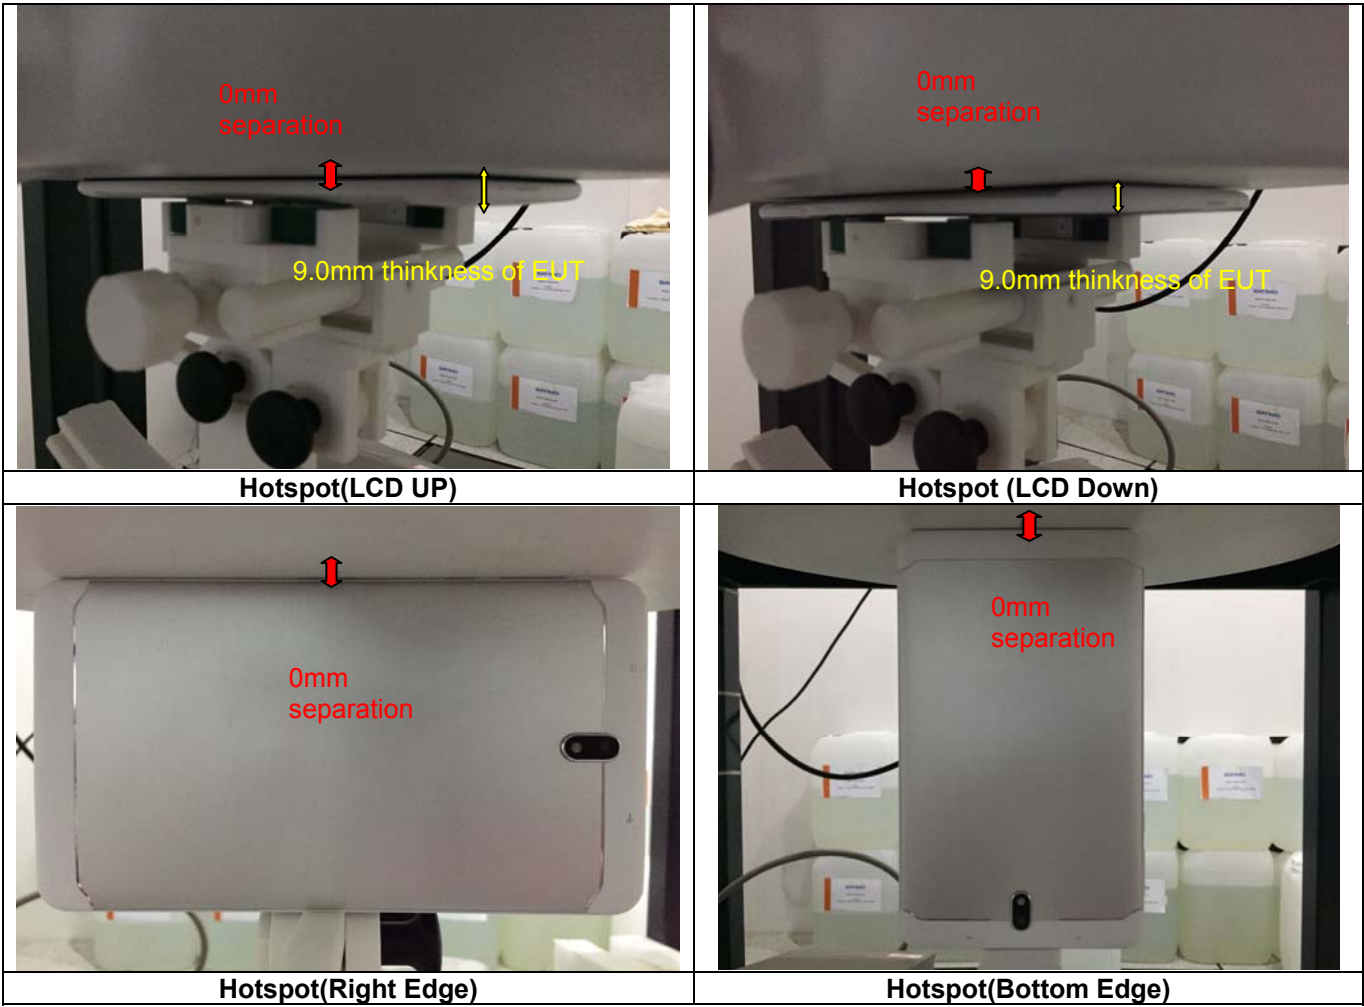 0mm
separation
9.0mm thinkness of EUT
0mm
separation
9.0mm thinkness of EUT
Hotspot(LCD UP)
Hotspot (LCD Down)
0mm
separation
0mm
separation
Hotspot(Right Edge)
Hotspot(Bottom Edge)